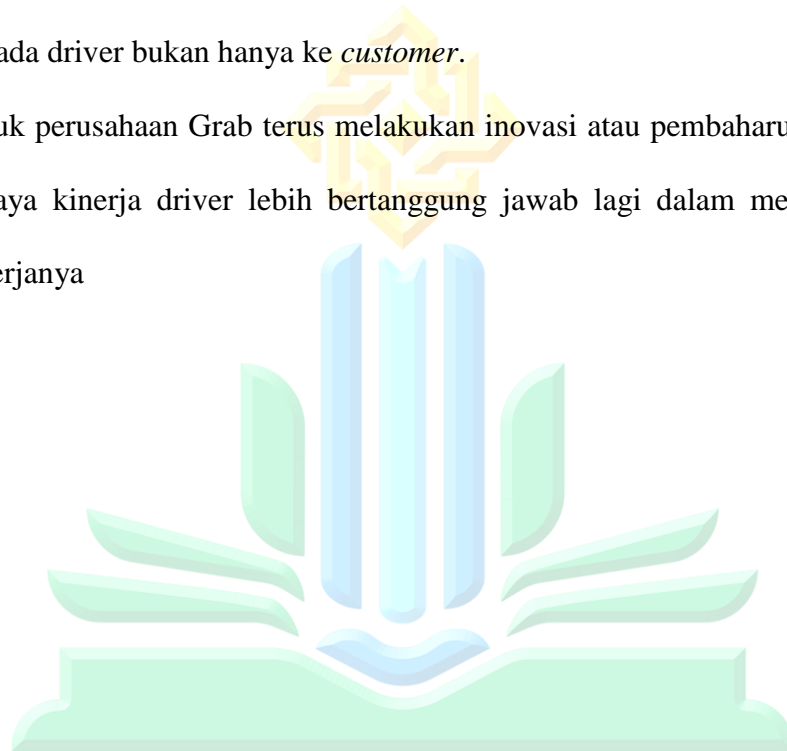 ada driver bukan hanya ke customer.
uk perusahaan Grab terus melakukan inovasi atau pembaharu
aya kinerja driver lebih bertanggung jawab lagi dalam me
erjanya